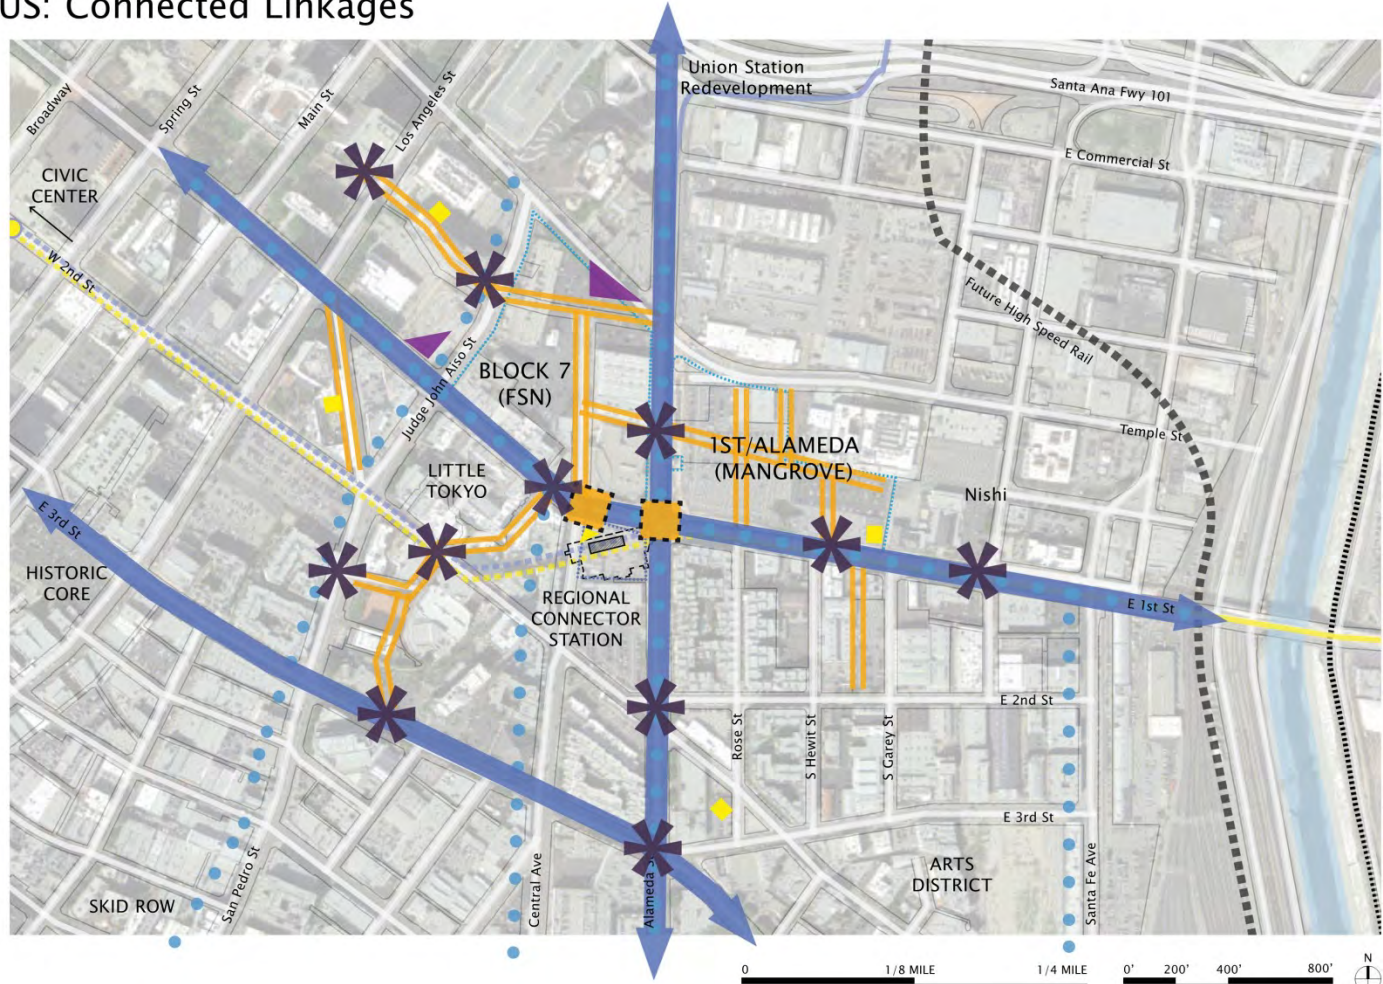 US: Connected Linkages
Union Station
Redevelopment
Santa Ana Fwy 101
Broadway
Spring St
Main St
Los Angeles St
E Commercial St
CIVIC
CENTER
W 2nd St
Future High Speed Rail
Judge John Aiso St
BLOCK 7
(FSN)
Temple St
1ST/ALAMEDA
(MANGROVE)
LITTLE
TOKYO
Nishi
E 3rd St
HISTORIC
CORE
REGIONAL
CONNECTOR
STATION
E 1st St
E 2nd St
Rose St
S Hewit St
S Garey St
E 3rd St
ARTS
DISTRICT
San Pedro St
Central Ave
Alameda S
Santa Fe Ave
SKID ROW
0 1/8 MILE 1/4 MILE
0' 200' 400' 800'
N